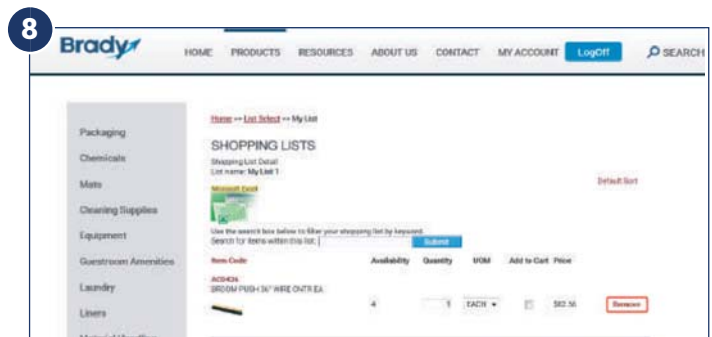 8
Brady
HOME PRODUCTS RESOURCES ABOUT US CONTACT MY ACCOUNT LogOff SEARCH
Packaging
Chemicals
Mats
Cleaning Supplies
Equipment
Guestroom Amenities
Laundry
Liners
Home >> List Select >> My List
SHOPPING LISTS
Shopping List Detail
List name: My List 1
Default Sort
Microsoft Excel
Use the search box below to filter your shopping list by keyword.
Search for items within this list: Submit
Item Code Availability Quantity UOM Add to Cart Price
BROOM PUSH 36" WIRE CNTR EA
4 1 EACH Remove